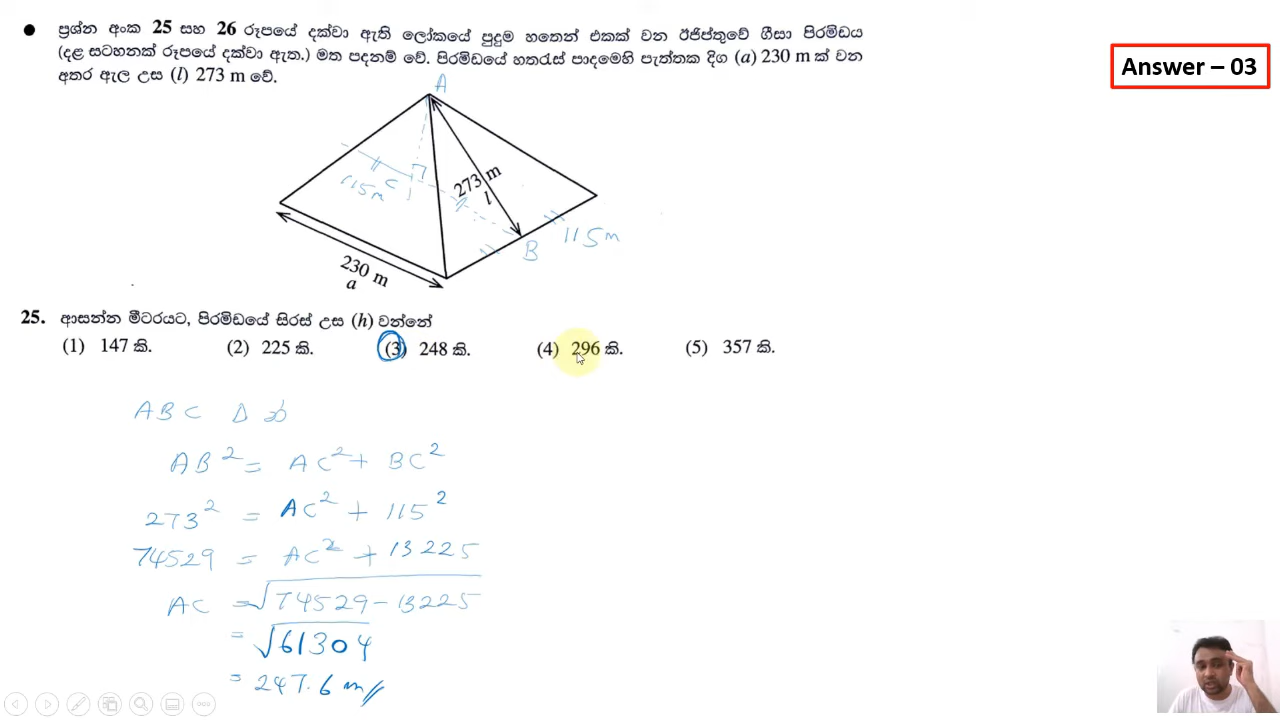 ● ප්‍රශ්න අංක 25 සහ 26 රූපයේ දක්වා ඇති ලෝකයේ පුදුම හතෙන් එකක් වන ඊජිප්තුවේ ගීසා පිරමිඩය
(දළ සටහනක් රූපයේ දක්වා ඇත.) මත පදනම් වේ. පිරමිඩයේ හතරැස් පාදමෙහි පැත්තක දිග (a) 230 m ක් වන
අතර ඇල උස (l) 273 m වේ.
Answer – 03
A
115m
C
273 m
l
B
115m
230 m
a
25. ආසන්න මීටරයට, පිරමිඩයේ සිරස් උස (h) වන්නේ
(1) 147 කි. (2) 225 කි. (3) 248 කි. (4) 296 කි. (5) 357 කි.
ABC Δ
AB² = AC² + BC²
273² = AC² + 115²
74529 = AC² + 13225
AC = √74529 – 13225
= √61304
= 247.6 m//